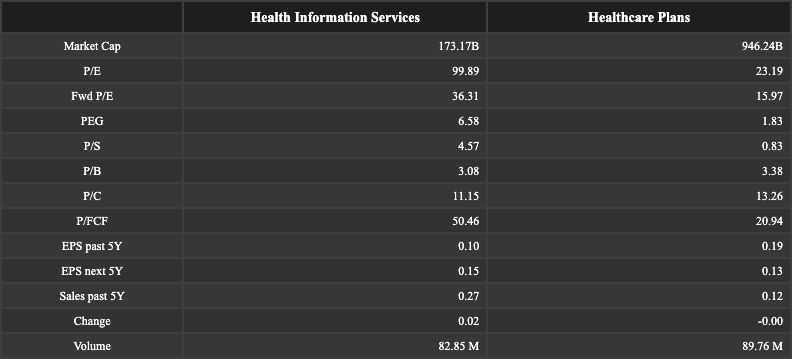 Health Information Services Healthcare Plans
Market Cap 173.17B 946.24B
P/E 99.89 23.19
Fwd P/E 36.31 15.97
PEG 6.58 1.83
P/S 4.57 0.83
P/B 3.08 3.38
P/C 11.15 13.26
P/FCF 50.46 20.94
EPS past 5Y 0.10 0.19
EPS next 5Y 0.15 0.13
Sales past 5Y 0.27 0.12
Change 0.02 -0.00
Volume 82.85 M 89.76 M